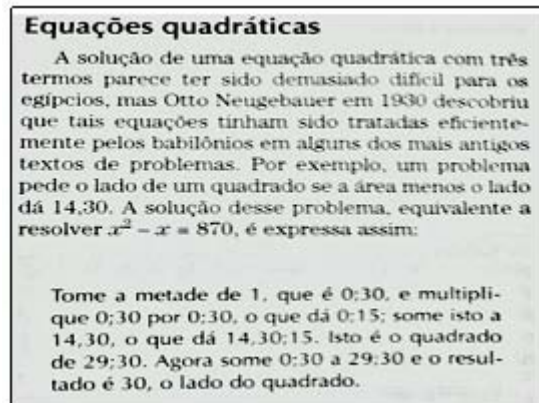 Equações quadráticas
A solução de uma equação quadrática com três
termos parece ter sido demasiado difícil para os
egípcios, mas Otto Neugebauer em 1930 descobriu
que tais equações tinham sido tratadas eficiente-
mente pelos babilônios em alguns dos mais antigos
textos de problemas. Por exemplo, um problema
pede o lado de um quadrado se a área menos o lado
dá 14,30. A solução desse problema, equivalente a
resolver x² – x = 870, é expressa assim:
Tome a metade de 1, que é 0;30, e multipli-
que 0;30 por 0;30, o que dá 0;15; some isto a
14,30, o que dá 14,30;15. Isto é o quadrado
de 29;30. Agora some 0;30 a 29;30 e o resul-
tado é 30, o lado do quadrado.